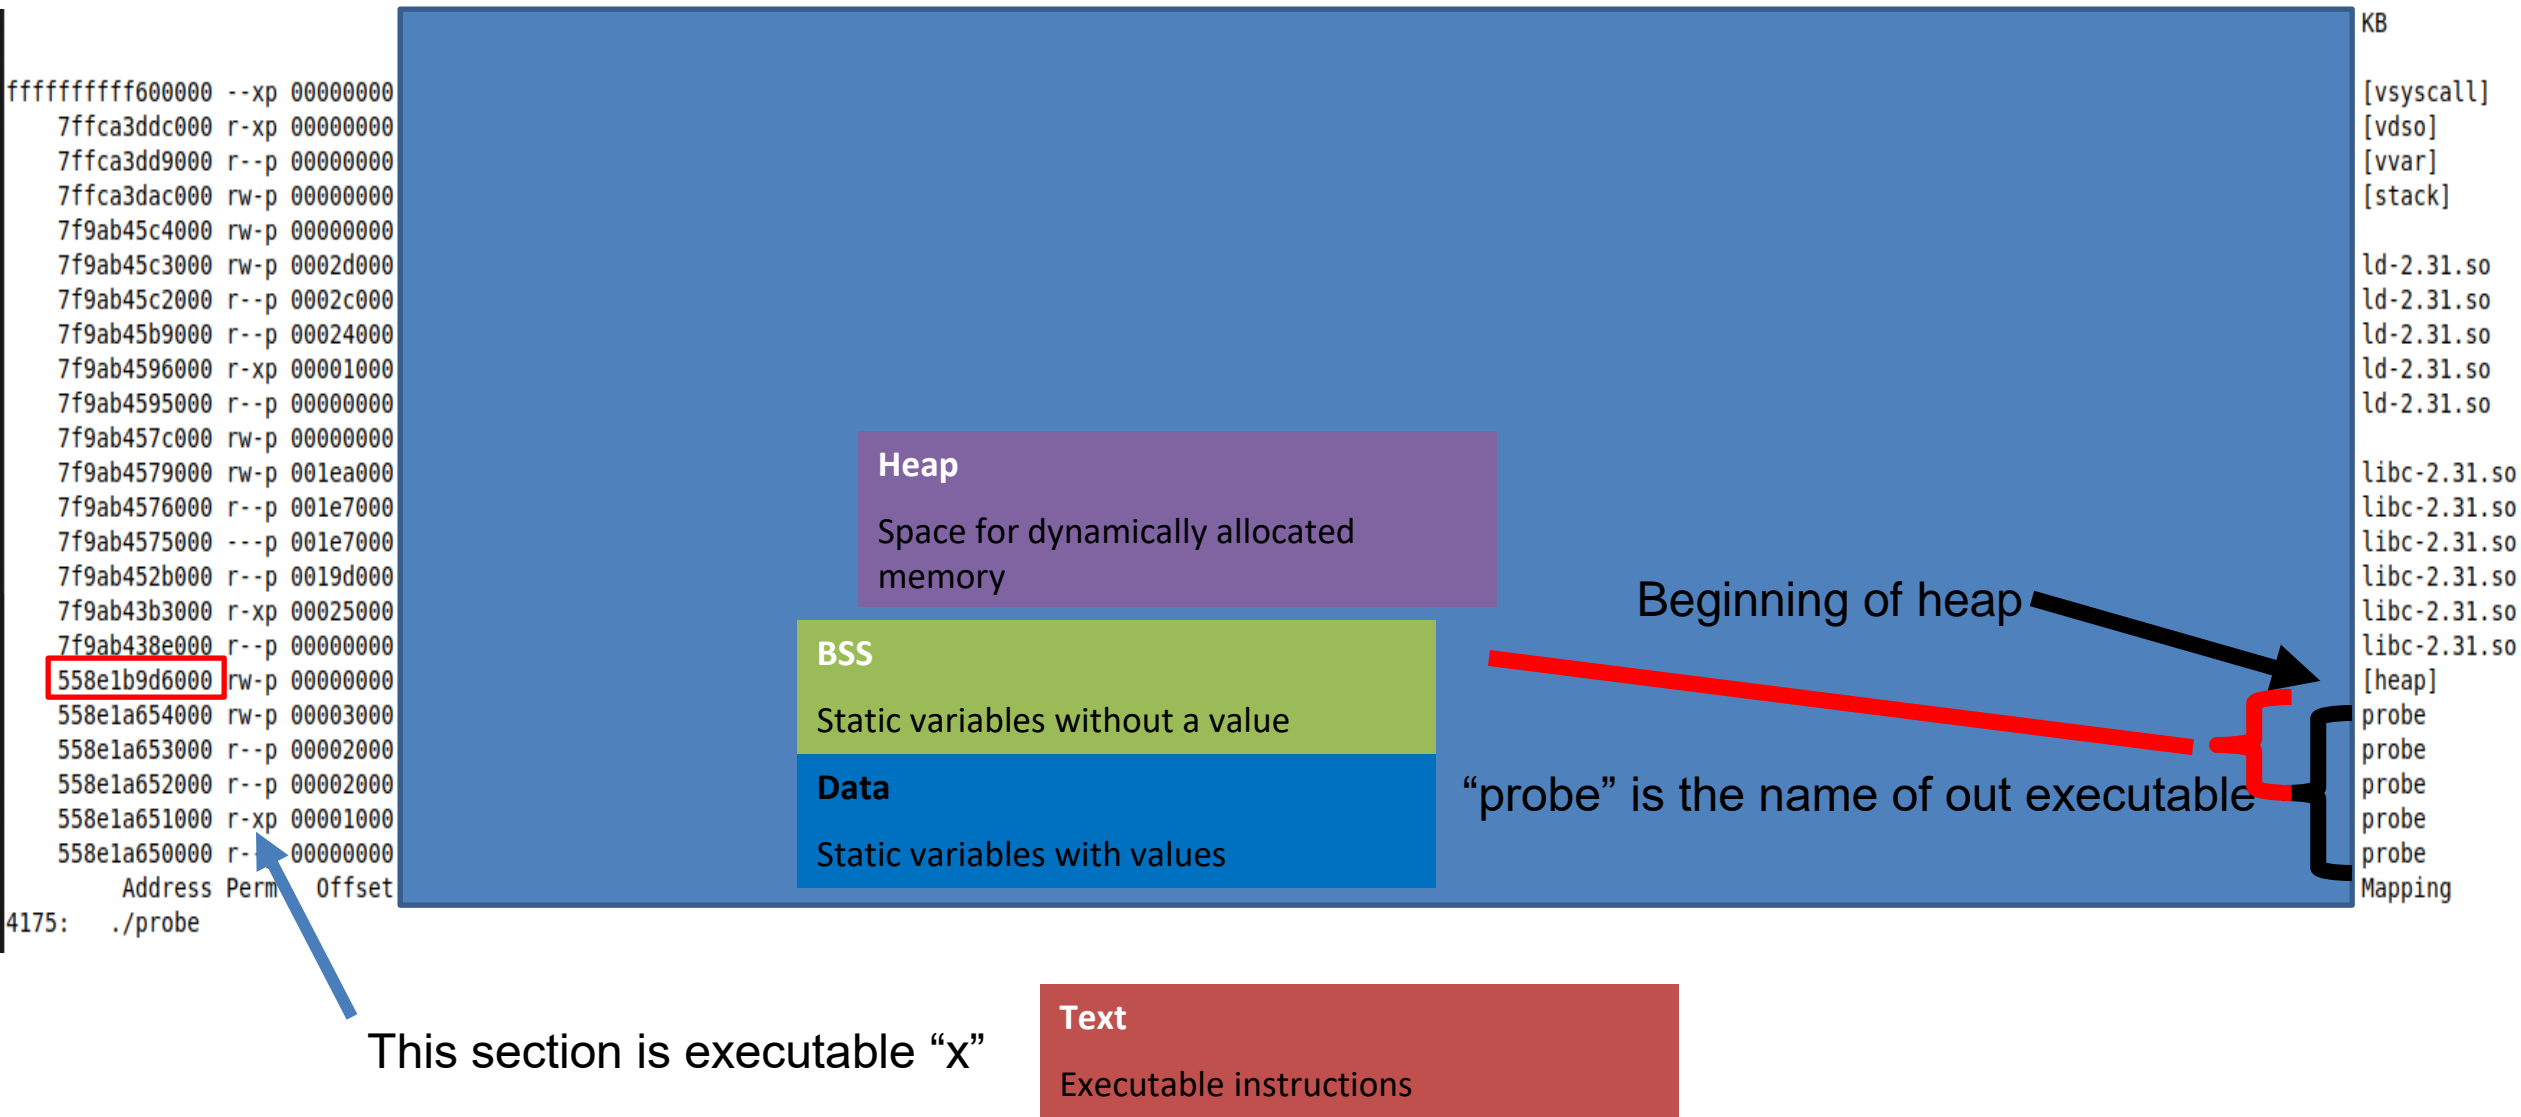 KB
ffffffffff600000 --xp 00000000 [vsyscall]
7ffca3ddc000 r-xp 00000000 [vdso]
7ffca3dd9000 r--p 00000000 [vvar]
7ffca3dac000 rw-p 00000000 [stack]
7f9ab45c4000 rw-p 00000000
7f9ab45c3000 rw-p 0002d000 ld-2.31.so
7f9ab45c2000 r--p 0002c000 ld-2.31.so
7f9ab45b9000 r--p 00024000 ld-2.31.so
7f9ab4596000 r-xp 00001000 ld-2.31.so
7f9ab4595000 r--p 00000000 ld-2.31.so
7f9ab457c000 rw-p 00000000
7f9ab4579000 rw-p 001ea000 libc-2.31.so
7f9ab4576000 r--p 001e7000 libc-2.31.so
7f9ab4575000 ---p 001e7000 libc-2.31.so
7f9ab452b000 r--p 0019d000 libc-2.31.so
7f9ab43b3000 r-xp 00025000 libc-2.31.so
7f9ab438e000 r--p 00000000 libc-2.31.so
558e1b9d6000 rw-p 00000000 [heap]
558e1a654000 rw-p 00003000 probe
558e1a653000 r--p 00002000 probe
558e1a652000 r--p 00002000 probe
558e1a651000 r-xp 00001000 probe
558e1a650000 r-- 00000000 probe
Address Perm Offset Mapping
4175: ./probe
Heap
Space for dynamically allocated
memory
Beginning of heap
BSS
Static variables without a value
Data
Static variables with values
“probe” is the name of out executable
This section is executable “x”
Text
Executable instructions